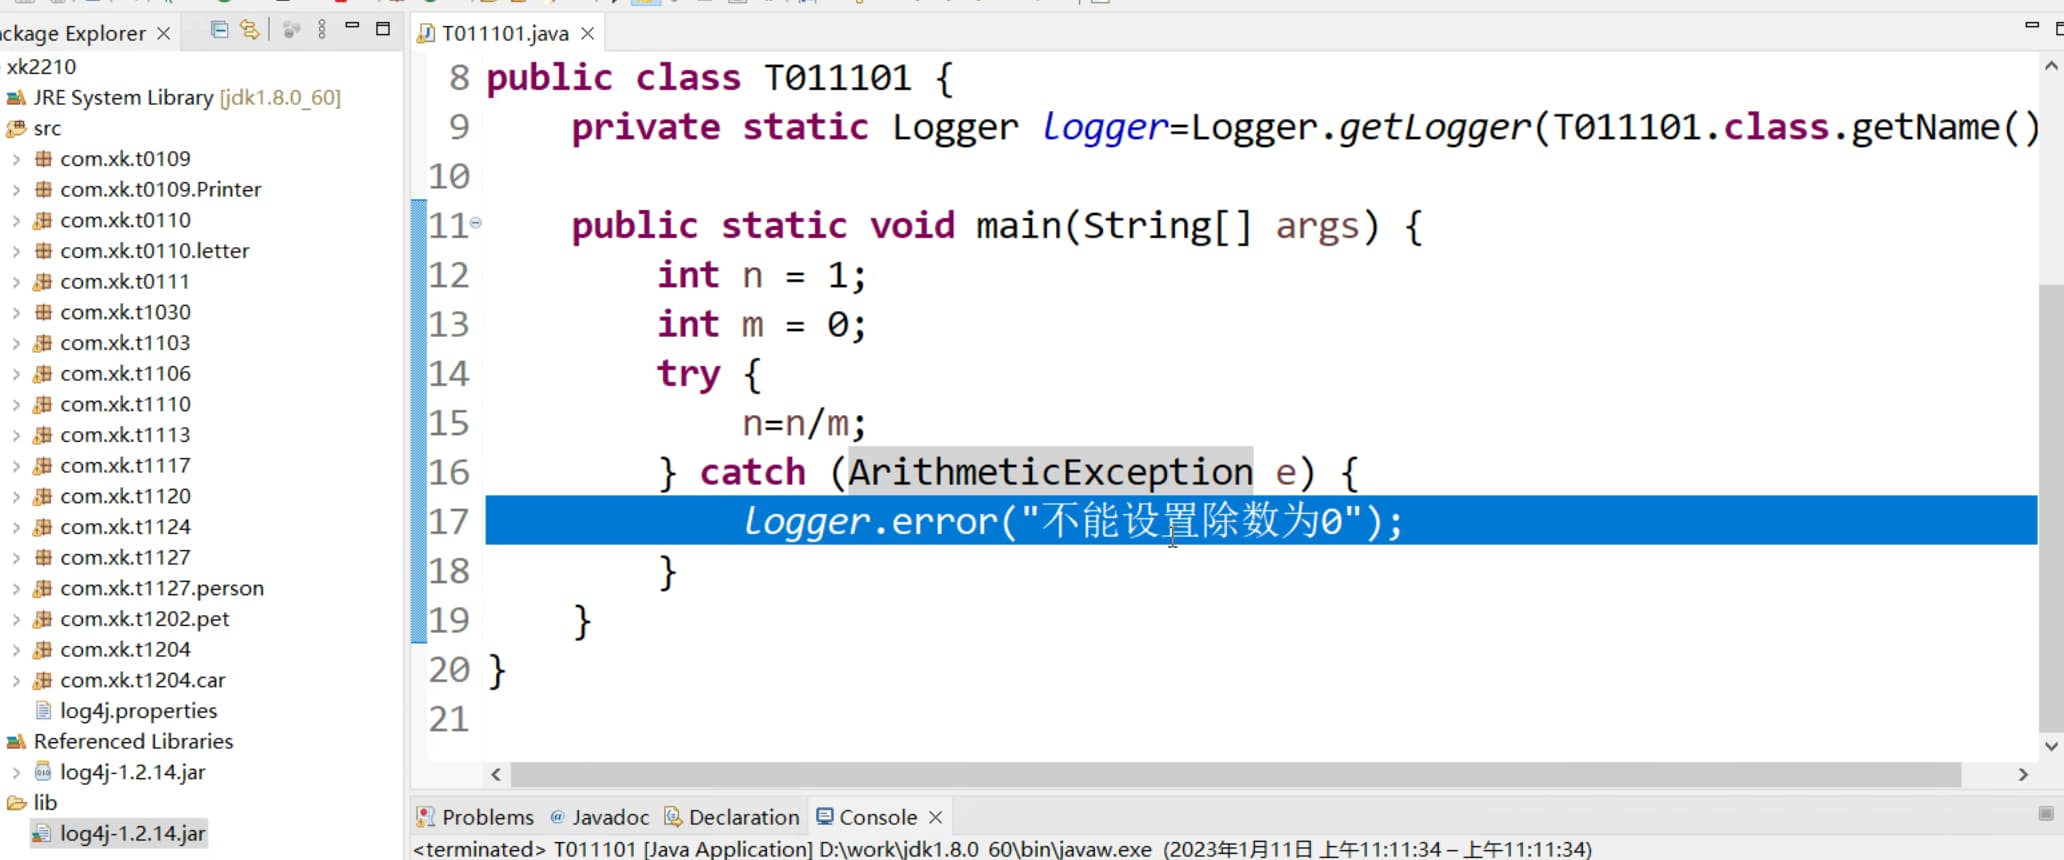 ckage Explorer
xk2210
JRE System Library [jdk1.8.0_60]
src
com.xk.t0109
com.xk.t0109.Printer
com.xk.t0110
com.xk.t0110.letter
com.xk.t0111
com.xk.t1030
com.xk.t1103
com.xk.t1106
com.xk.t1110
com.xk.t1113
com.xk.t1117
com.xk.t1120
com.xk.t1124
com.xk.t1127
com.xk.t1127.person
com.xk.t1202.pet
com.xk.t1204
com.xk.t1204.car
log4j.properties
Referenced Libraries
log4j-1.2.14.jar
lib
log4j-1.2.14.jar
T011101.java
8 public class T011101 {
9 private static Logger logger=Logger.getLogger(T011101.class.getName()
10
11 public static void main(String[] args) {
12 int n = 1;
13 int m = 0;
14 try {
15 n=n/m;
16 } catch (ArithmeticException e) {
17 logger.error("不能设置除数为0");
18 }
19 }
20 }
21
Problems @ Javadoc Declaration Console
<terminated> T011101 [Java Application] D:\work\jdk1.8.0_60\bin\javaw.exe (2023年1月11日 上午11:11:34 – 上午11:11:34)